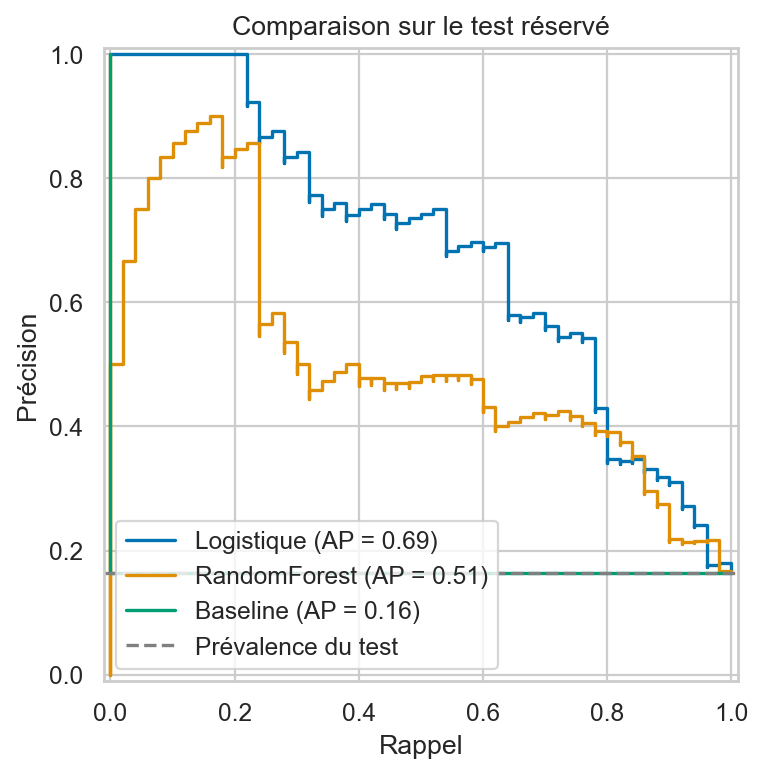 Comparaison sur le test réservé
1.0
0.8
0.6
0.4
0.2
0.0
Précision
Logistique (AP = 0.69)
RandomForest (AP = 0.51)
Baseline (AP = 0.16)
Prévalence du test
0.0 0.2 0.4 0.6 0.8 1.0
Rappel